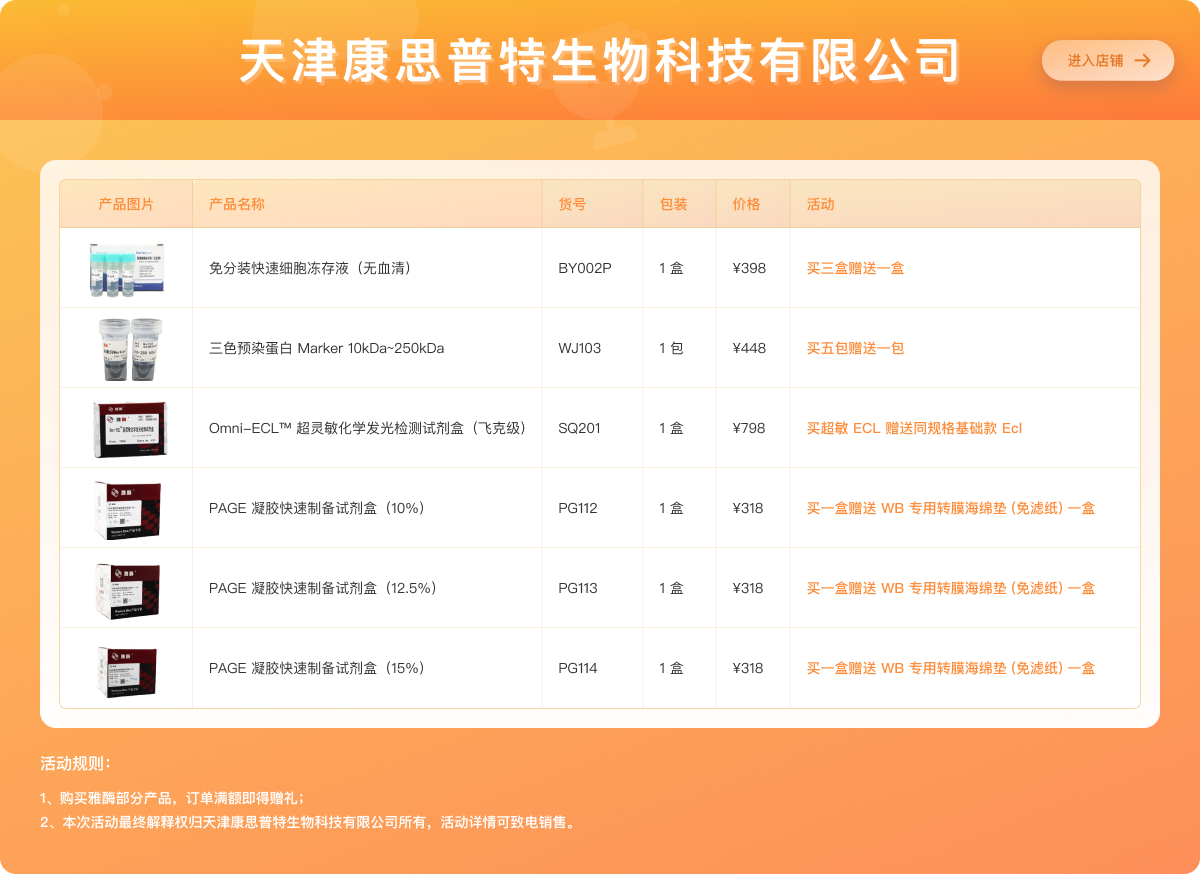 天津康思普特生物科技有限公司
进入店铺
产品图片 产品名称 货号 包装 价格 活动
免分装快速细胞冻存液（无血清） BY002P 1 盒 ¥398 买三盒赠送一盒
三色预染蛋白 Marker 10kDa~250kDa WJ103 1 包 ¥448 买五包赠送一包
Omni-ECL™ 超灵敏化学发光检测试剂盒（飞克级） SQ201 1 盒 ¥798 买超敏 ECL 赠送同规格基础款 Ecl
PAGE 凝胶快速制备试剂盒（10%） PG112 1 盒 ¥318 买一盒赠送 WB 专用转膜海绵垫 (免滤纸) 一盒
PAGE 凝胶快速制备试剂盒（12.5%） PG113 1 盒 ¥318 买一盒赠送 WB 专用转膜海绵垫 (免滤纸) 一盒
PAGE 凝胶快速制备试剂盒（15%） PG114 1 盒 ¥318 买一盒赠送 WB 专用转膜海绵垫 (免滤纸) 一盒
活动规则：
1、购买雅酶部分产品，订单满额即得赠礼；
2、本次活动最终解释权归天津康思普特生物科技有限公司所有，活动详情可致电销售。